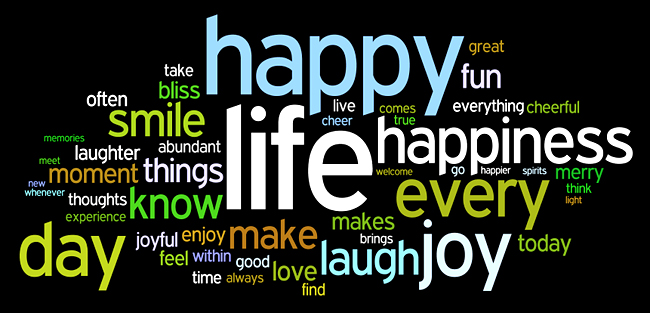 happy
great
take
fun
bliss
often
live
comes
everything
cheerful
smile
cheer
true
life
happiness
memories
laughter
abundant
meet
moment
things
welcome
go
happier
spirits
merry
new
think
whenever
thoughts
know
every
light
experience
makes
day
joyful
enjoy
make
brings
joy
today
feel
within
good
laugh
time
always
love
find